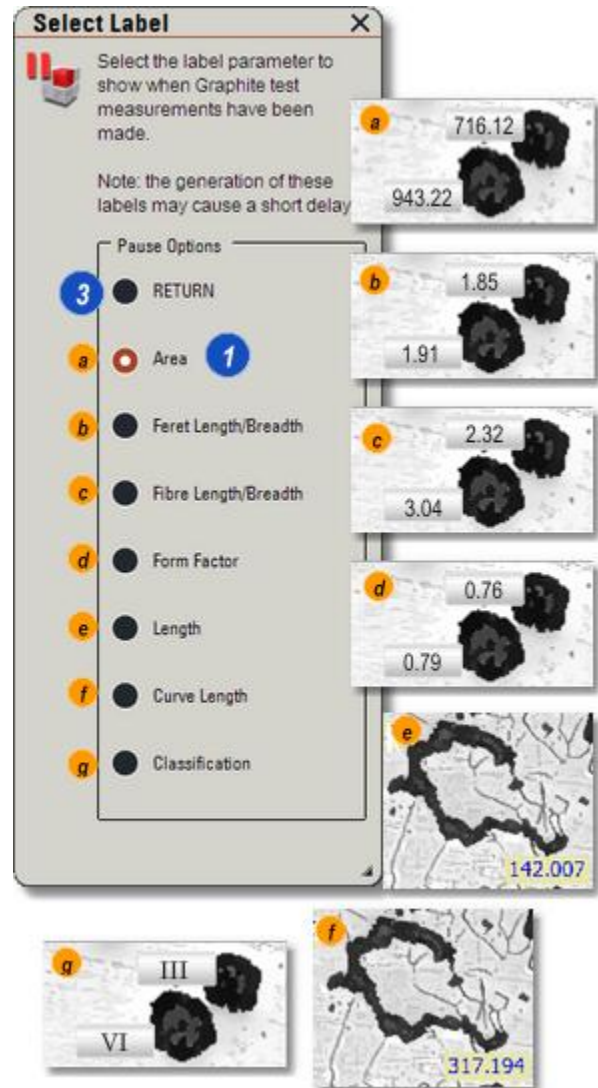 Select Label
Select the label parameter to
show when Graphite test
measurements have been
made.
Note: the generation of these
labels may cause a short delay
Pause Options
3 RETURN
a Area 1
b Feret Length/Breadth
c Fibre Length/Breadth
d Form Factor
e Length
f Curve Length
g Classification
a
716.12
943.22
b
1.85
1.91
c
2.32
3.04
d
0.76
0.79
e
142.007
g
III
VI
f
317.194